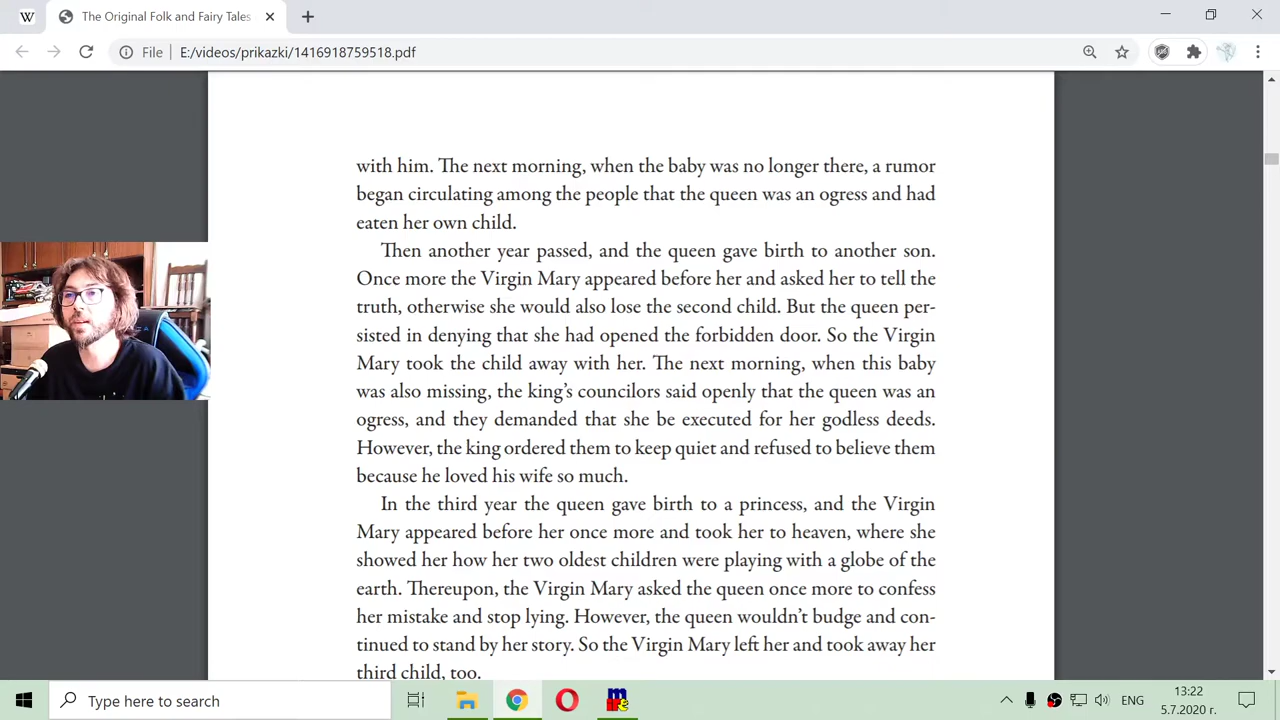 The Original Folk and Fairy Tales
File
E:/videos/prikazki/1416918759518.pdf
with him. The next morning, when the baby was no longer there, a rumor
began circulating among the people that the queen was an ogress and had
eaten her own child.
Then another year passed, and the queen gave birth to another son.
Once more the Virgin Mary appeared before her and asked her to tell the
truth, otherwise she would also lose the second child. But the queen per-
sisted in denying that she had opened the forbidden door. So the Virgin
Mary took the child away with her. The next morning, when this baby
was also missing, the king's councilors said openly that the queen was an
ogress, and they demanded that she be executed for her godless deeds.
However, the king ordered them to keep quiet and refused to believe them
because he loved his wife so much.
In the third year the queen gave birth to a princess, and the Virgin
Mary appeared before her once more and took her to heaven, where she
showed her how her two oldest children were playing with a globe of the
earth. Thereupon, the Virgin Mary asked the queen once more to confess
her mistake and stop lying. However, the queen wouldn't budge and con-
tinued to stand by her story. So the Virgin Mary left her and took away her
third child, too.
Type here to search
ЕНГ
13:22
5.7.2020 г.